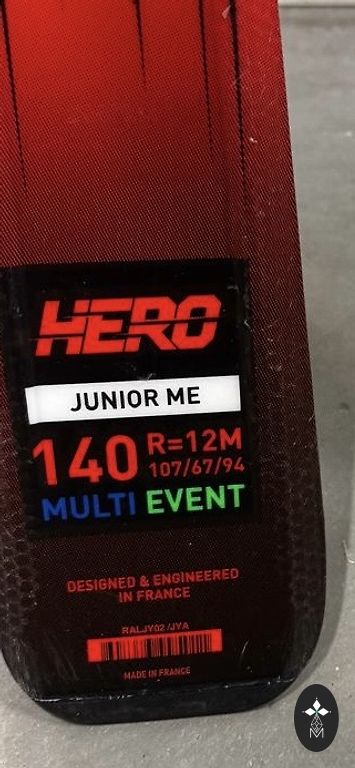 HERO
JUNIOR ME
140 R=12M
107/67/94
MULTI EVENT
DESIGNED & ENGINEERED
IN FRANCE
RALJY02/JYA
MADE IN FRANCE
M